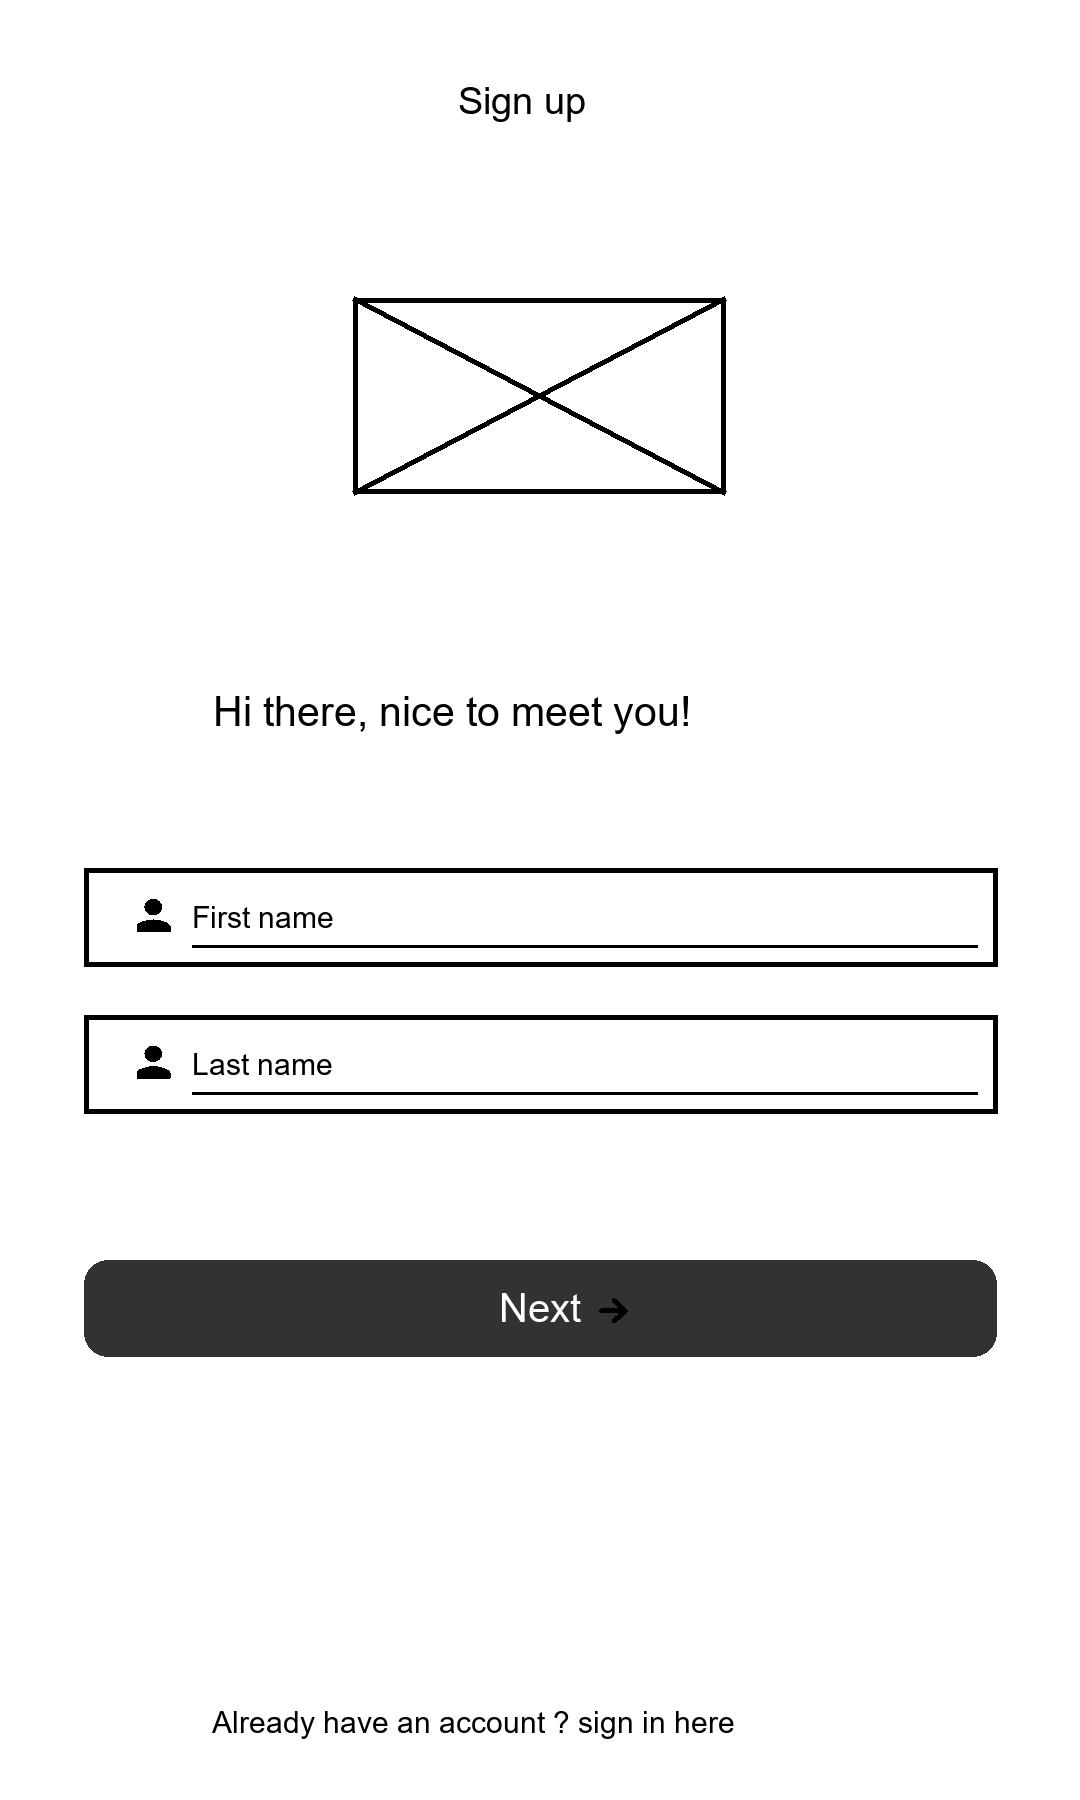 Sign up
Hi there, nice to meet you!
First name
Last name
Next
Already have an account ? sign in here